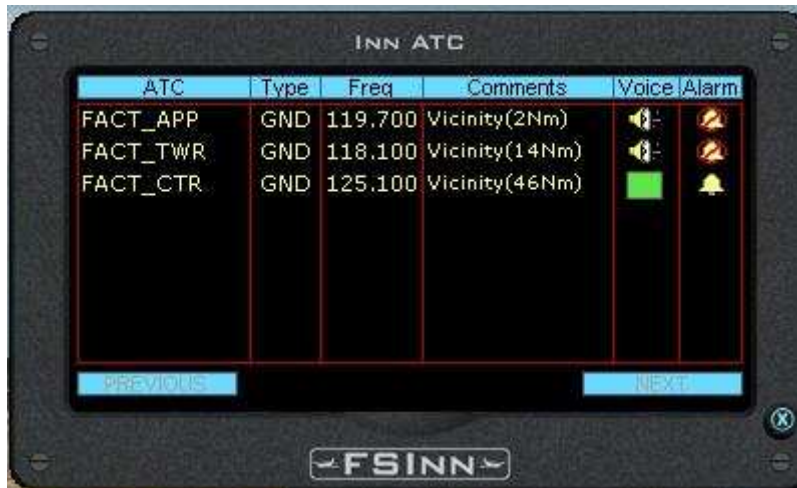 INN ATC
ATC Type Freq Comments Voice Alarm
FACT_APP GND 119.700 Vicinity(2Nm)
FACT_TWR GND 118.100 Vicinity(14Nm)
FACT_CTR GND 125.100 Vicinity(46Nm)
PREVIOUS NEXT
X
FSINN